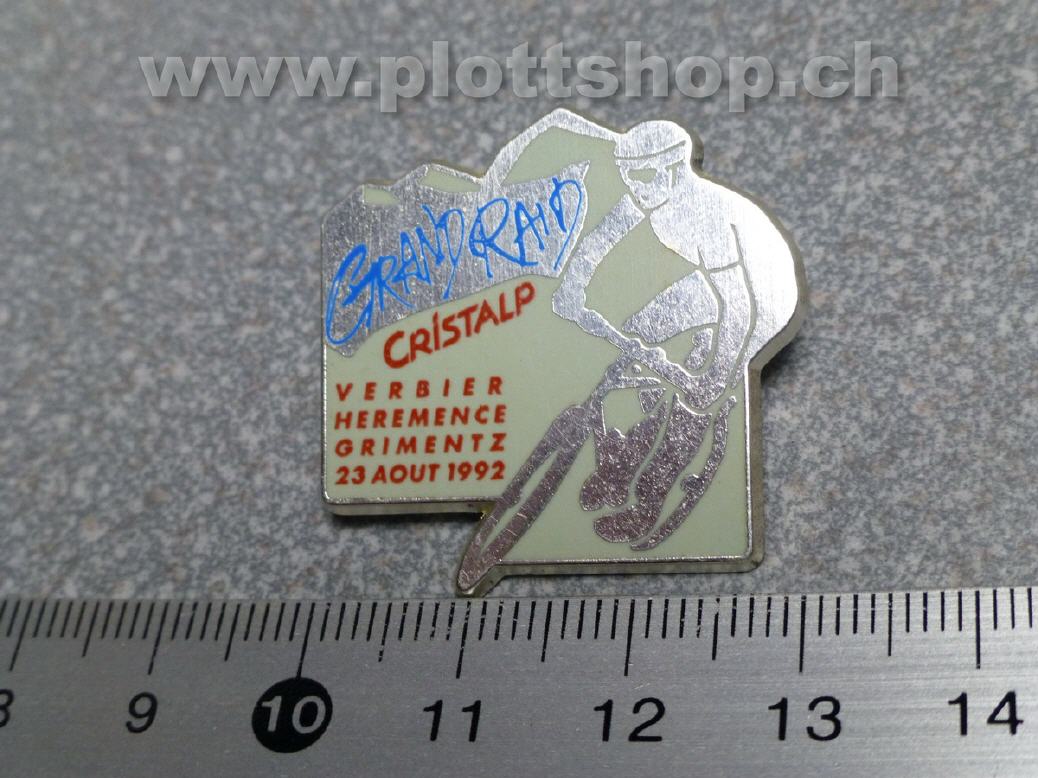 www.plottshop.ch
GRAND RAID
CRISTALP
VERBIER
HEREMENCE
GRIMENTZ
23 AOUT 1992
8 9 10 11 12 13 14